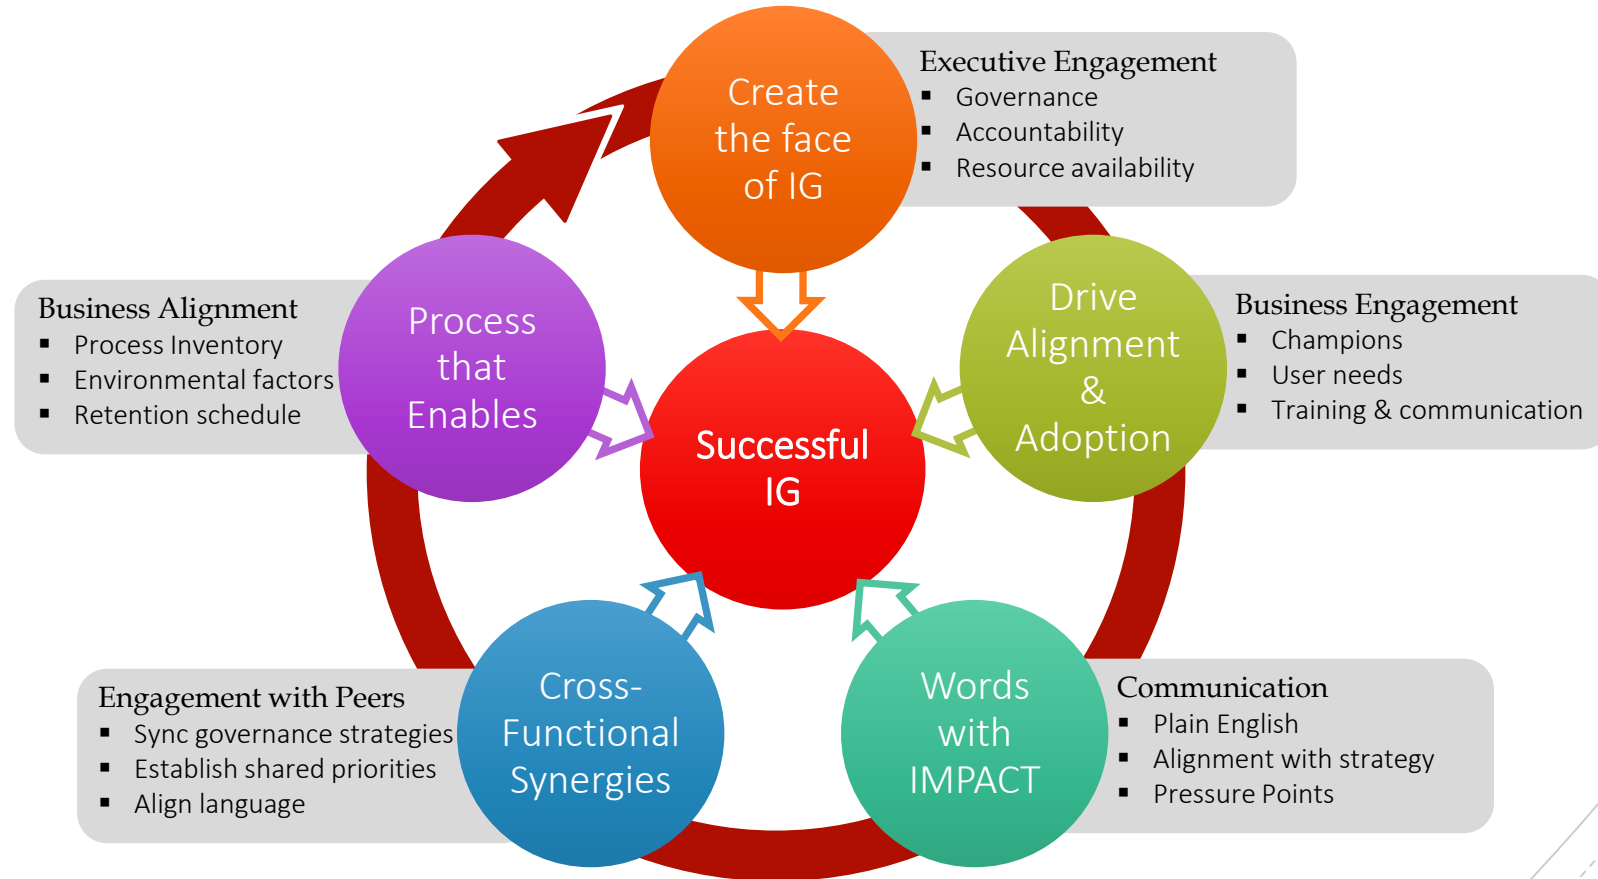 Create
the face
of IG
Executive Engagement
▪ Governance
▪ Accountability
▪ Resource availability
Drive
Alignment
&
Adoption
Business Engagement
▪ Champions
▪ User needs
▪ Training & communication
Words
with
IMPACT
Communication
▪ Plain English
▪ Alignment with strategy
▪ Pressure Points
Cross-
Functional
Synergies
Engagement with Peers
▪ Sync governance strategies
▪ Establish shared priorities
▪ Align language
Process
that
Enables
Business Alignment
▪ Process Inventory
▪ Environmental factors
▪ Retention schedule
Successful
IG